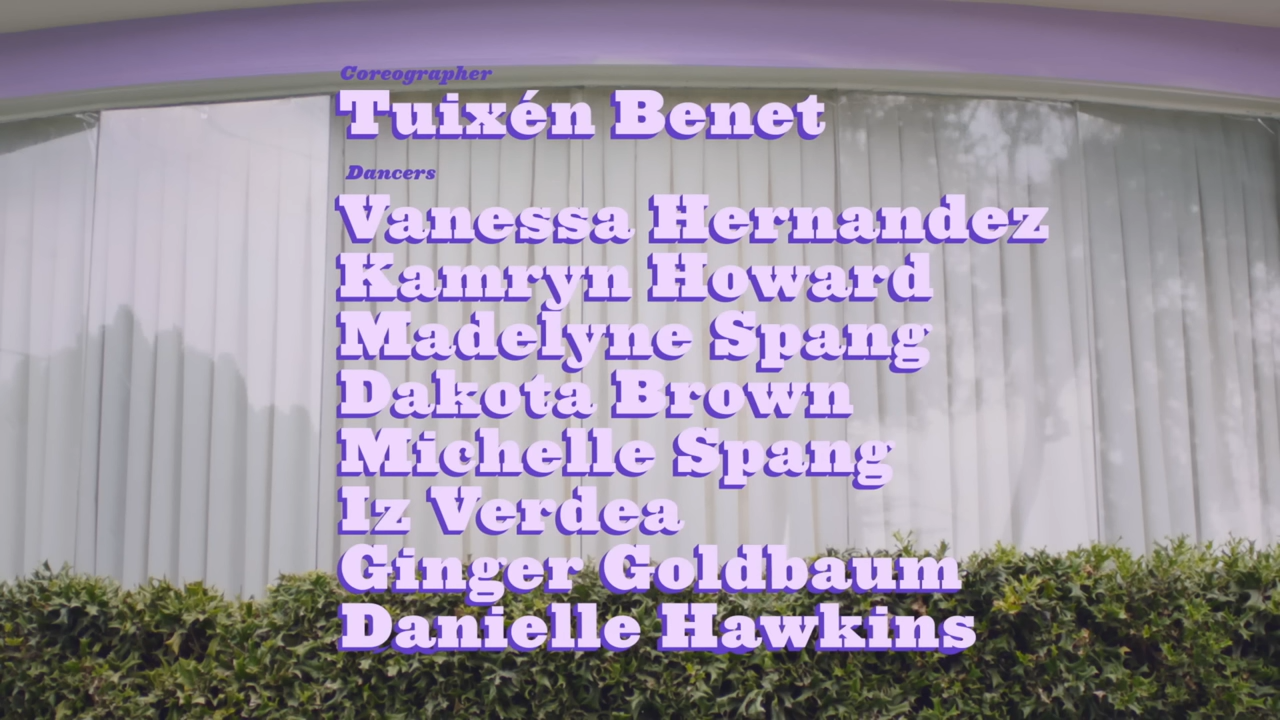 Coreographer
Tuixén Benet
Dancers
Vanessa Hernandez
Kamryn Howard
Madelyne Spang
Dakota Brown
Michelle Spang
Iz Verdea
Ginger Goldbaum
Danielle Hawkins